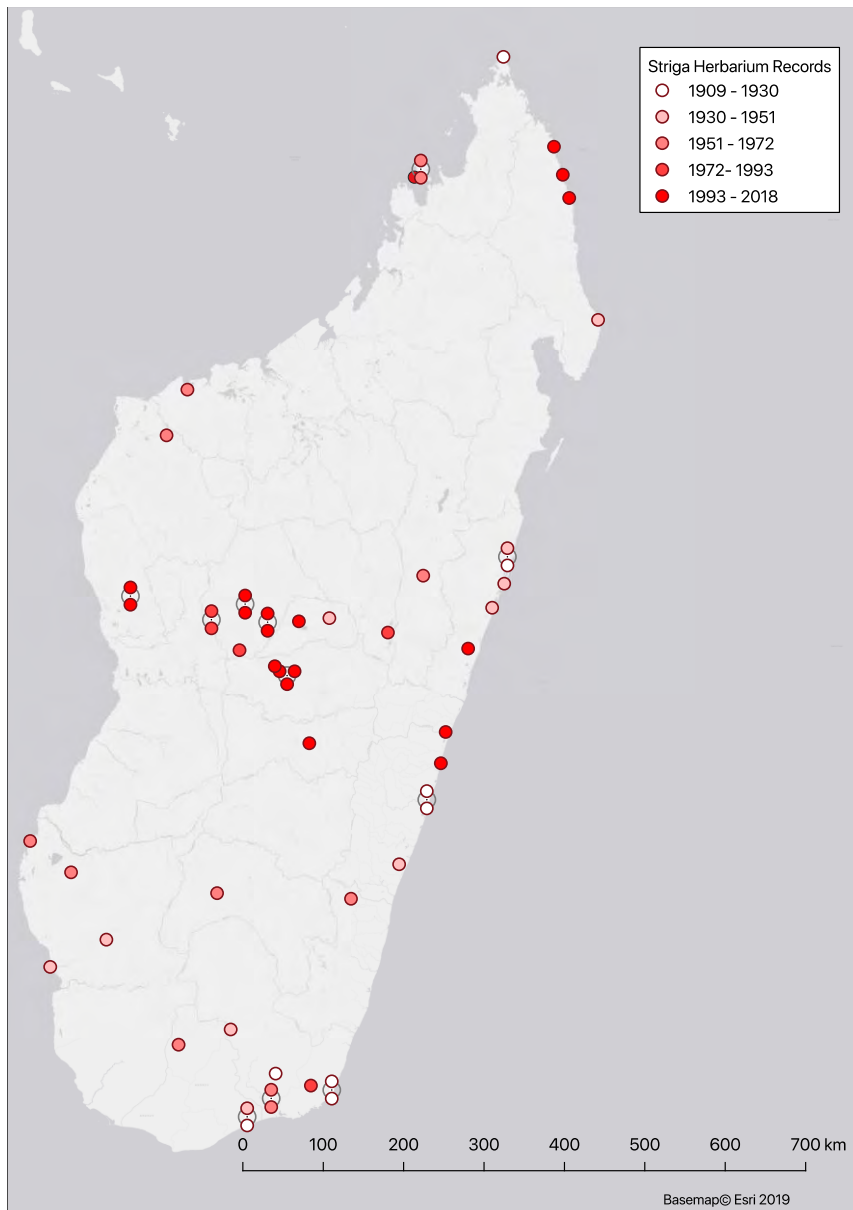 Striga Herbarium Records
1909 - 1930
1930 - 1951
1951 - 1972
1972- 1993
1993 - 2018
0 100 200 300 400 500 600 700 km
Basemap© Esri 2019